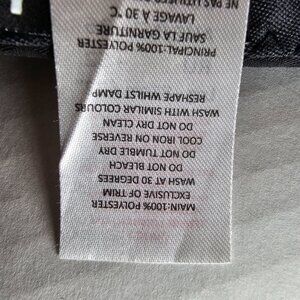 MAIN:100% POLYESTER
EXCLUSIVE OF TRIM
WASH AT 30 DEGREES
DO NOT BLEACH
DO NOT TUMBLE DRY
COOL IRON ON REVERSE
DO NOT DRY CLEAN
WASH WITH SIMILAR COLOURS
RESHAPE WHILST DAMP
PRINCIPAL:100% POLYESTER
SAUF LA GARNITURE
LAVAGE A 30 °C
NE PAS